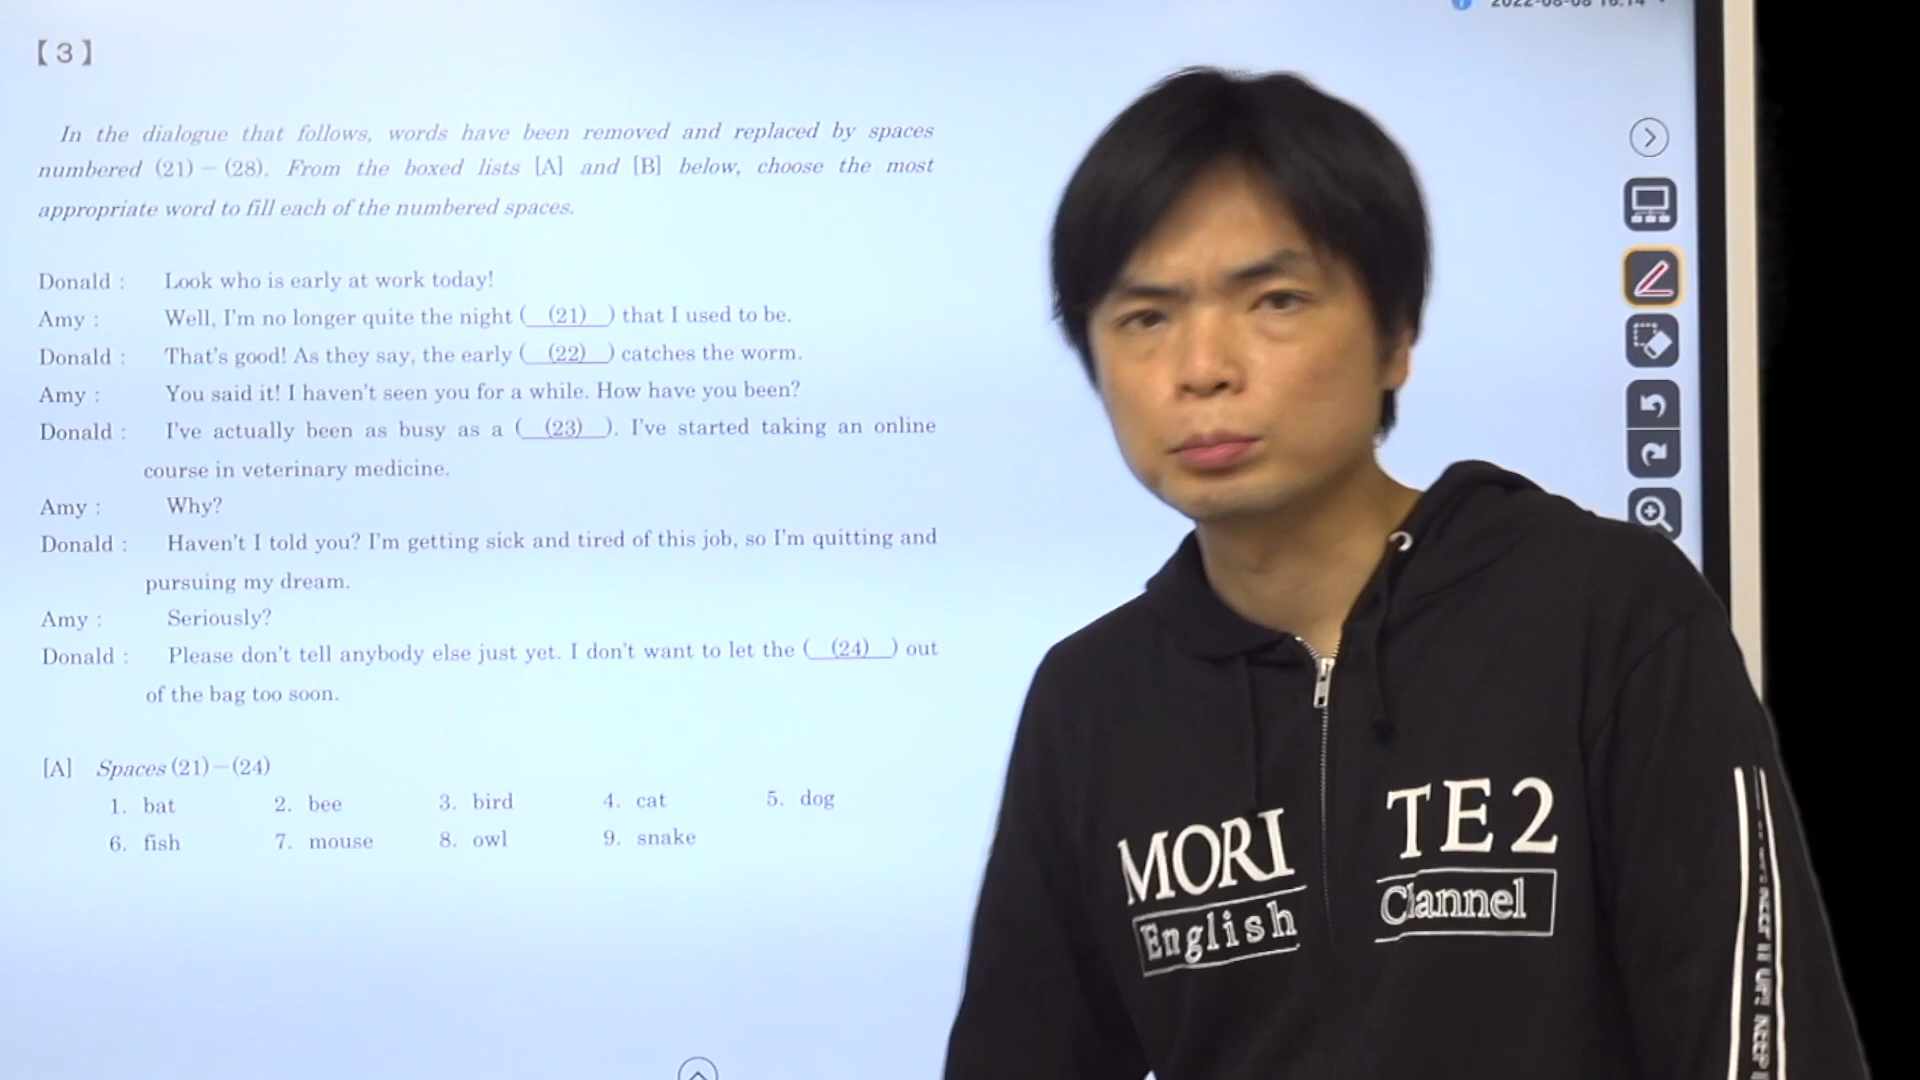 【3】
In the dialogue that follows, words have been removed and replaced by spaces
numbered (21)－(28). From the boxed lists [A] and [B] below, choose the most
appropriate word to fill each of the numbered spaces.
Donald : Look who is early at work today!
Amy : Well, I'm no longer quite the night ( (21) ) that I used to be.
Donald : That's good! As they say, the early ( (22) ) catches the worm.
Amy : You said it! I haven't seen you for a while. How have you been?
Donald : I've actually been as busy as a ( (23) ). I've started taking an online
course in veterinary medicine.
Amy : Why?
Donald : Haven't I told you? I'm getting sick and tired of this job, so I'm quitting and
pursuing my dream.
Amy : Seriously?
Donald : Please don't tell anybody else just yet. I don't want to let the ( (24) ) out
of the bag too soon.
[A] Spaces (21)－(24)
1. bat 2. bee 3. bird 4. cat 5. dog
6. fish 7. mouse 8. owl 9. snake
MORI TE2
English Channel